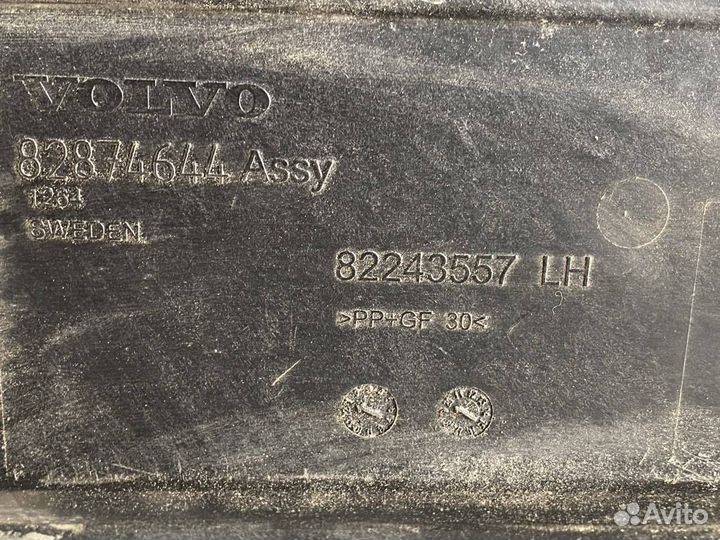 VOLVO
82874644 Assy
SWEDEN
82243557 LH
>PP+GF 30<
Avito